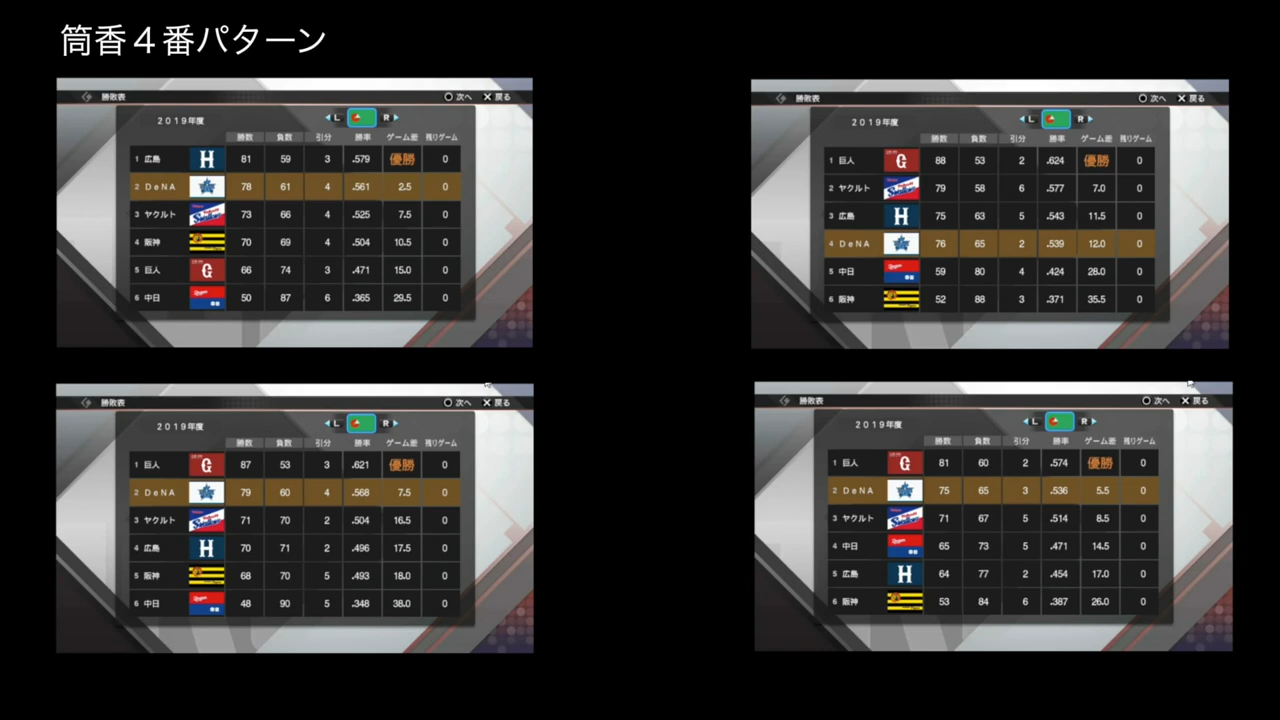 筒香４番パターン
勝敗表
○ 次へ ✕ 戻る
２０１９年度
L R
勝数 負数 引分 勝率 ゲーム差 残りゲーム
1 広島 H 81 59 3 .579 優勝 0
2 DeNA 78 61 4 .561 2.5 0
3 ヤクルト Swallows 73 66 4 .525 7.5 0
4 阪神 70 69 4 .504 10.5 0
5 巨人 G 66 74 3 .471 15.0 0
6 中日 50 87 6 .365 29.5 0
勝敗表
○ 次へ ✕ 戻る
２０１９年度
L R
勝数 負数 引分 勝率 ゲーム差 残りゲーム
1 巨人 G 88 53 2 .624 優勝 0
2 ヤクルト Swallows 79 58 6 .577 7.0 0
3 広島 H 75 63 5 .543 11.5 0
4 DeNA 76 65 2 .539 12.0 0
5 中日 59 80 4 .424 28.0 0
6 阪神 52 88 3 .371 35.5 0
勝敗表
○ 次へ ✕ 戻る
２０１９年度
L R
勝数 負数 引分 勝率 ゲーム差 残りゲーム
1 巨人 G 87 53 3 .621 優勝 0
2 DeNA 79 60 4 .568 7.5 0
3 ヤクルト Swallows 71 70 2 .504 16.5 0
4 広島 H 70 71 2 .496 17.5 0
5 阪神 68 70 5 .493 18.0 0
6 中日 48 90 5 .348 38.0 0
勝敗表
○ 次へ ✕ 戻る
２０１９年度
L R
勝数 負数 引分 勝率 ゲーム差 残りゲーム
1 巨人 G 81 60 2 .574 優勝 0
2 DeNA 75 65 3 .536 5.5 0
3 ヤクルト Swallows 71 67 5 .514 8.5 0
4 中日 65 73 5 .471 14.5 0
5 広島 H 64 77 2 .454 17.0 0
6 阪神 53 84 6 .387 26.0 0